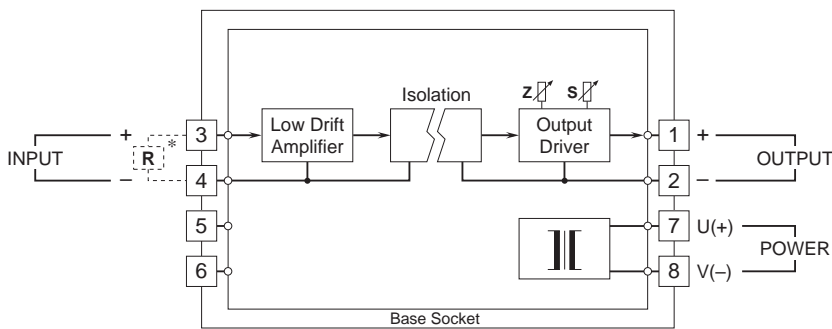 Isolation
Z S
3 Low Drift Amplifier Output Driver 1 +
+ * 
INPUT R OUTPUT
– 4 2 –
5 7 U(+)
POWER
6 8 V(–)
Base Socket